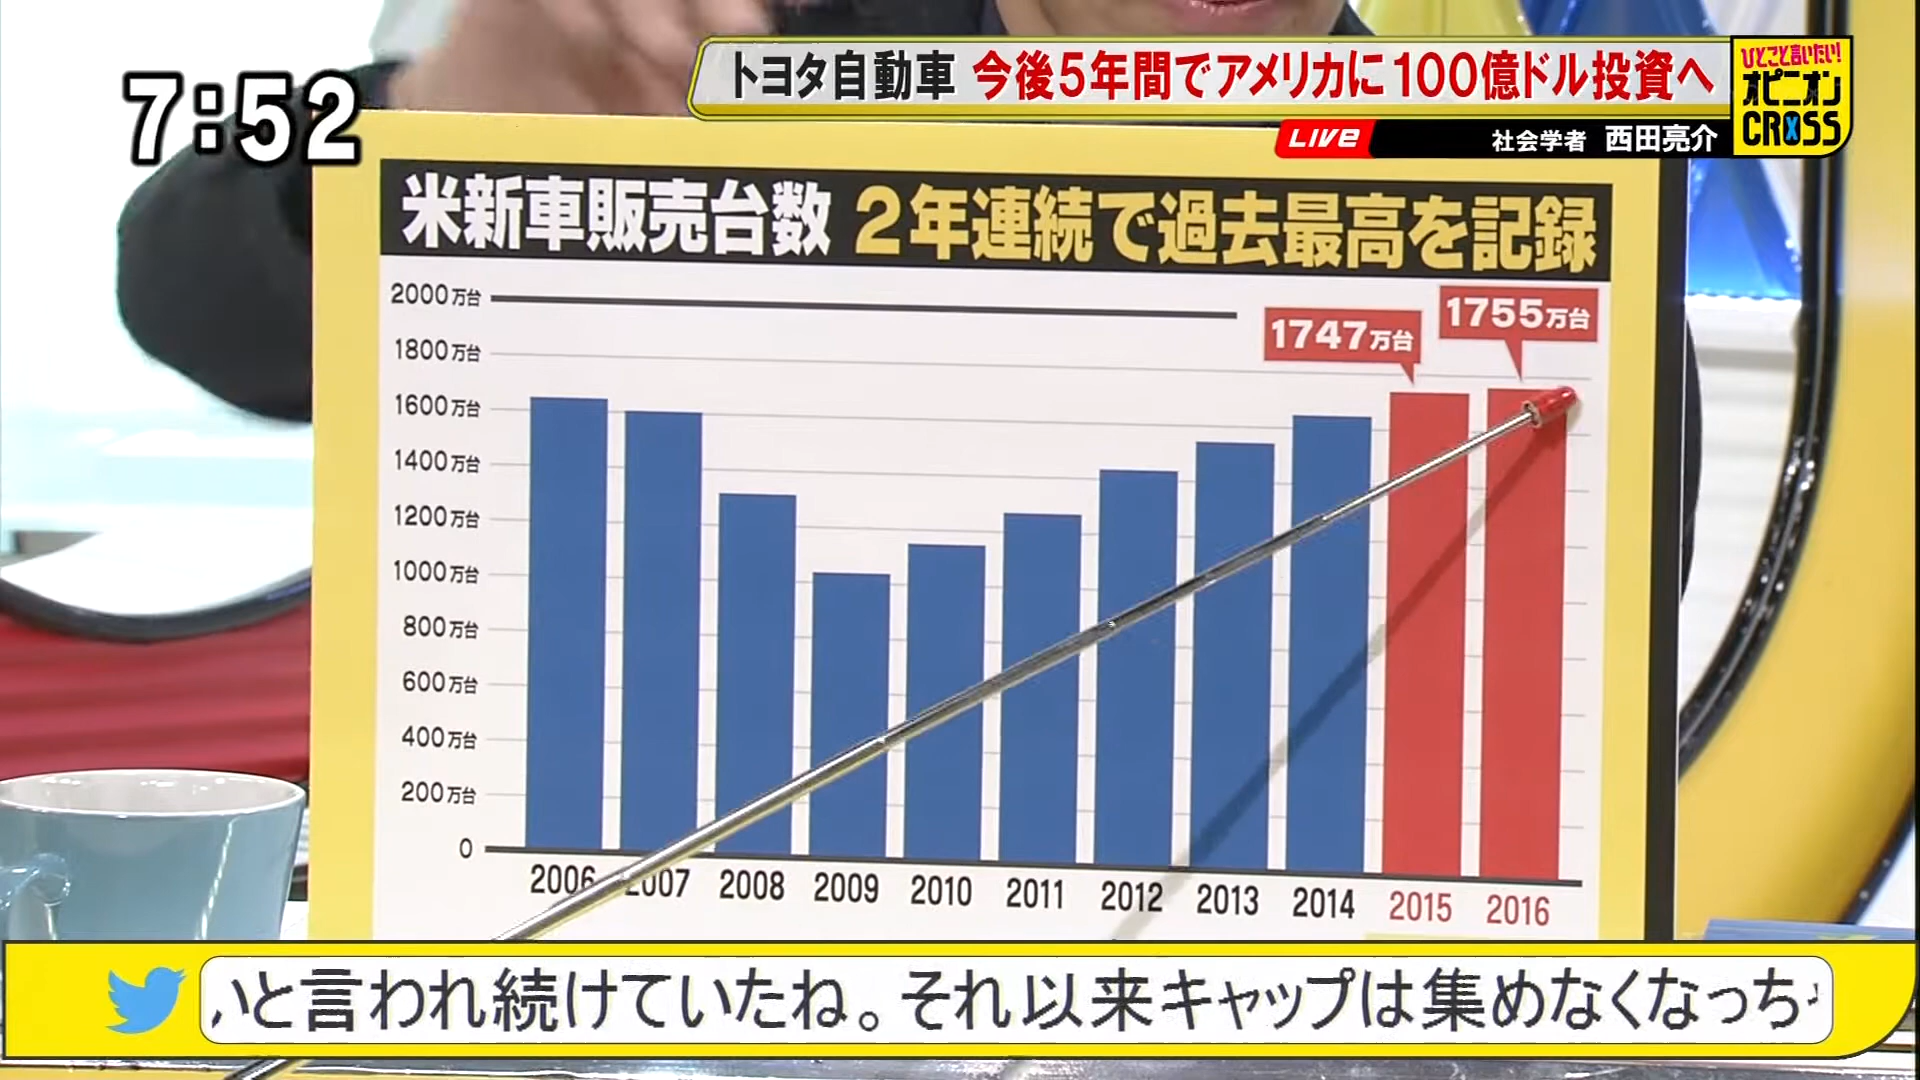 7:52
トヨタ自動車 今後5年間でアメリカに100億ドル投資へ
ひとこと言いたい!
オピニオン
CROSS
LIVE 社会学者 西田亮介
米新車販売台数 2年連続で過去最高を記録
2000万台
1800万台
1600万台
1400万台
1200万台
1000万台
800万台
600万台
400万台
200万台
0
1747万台
1755万台
2006 2007 2008 2009 2010 2011 2012 2013 2014 2015 2016
いと言われ続けていたね。それ以来キャップは集めなくなっち